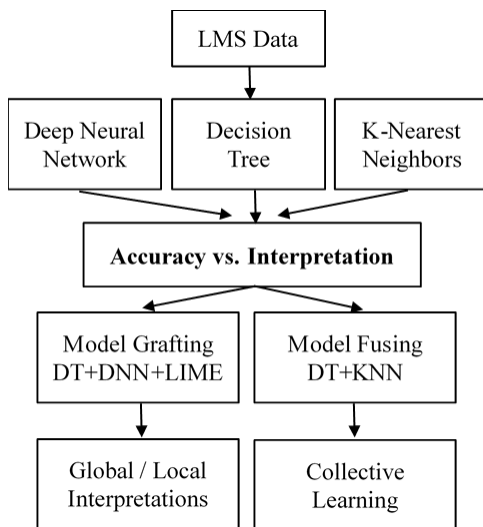 LMS Data
Deep Neural
Network
Decision
Tree
K-Nearest
Neighbors
Accuracy vs. Interpretation
Model Grafting
DT+DNN+LIME
Model Fusing
DT+KNN
Global / Local
Interpretations
Collective
Learning